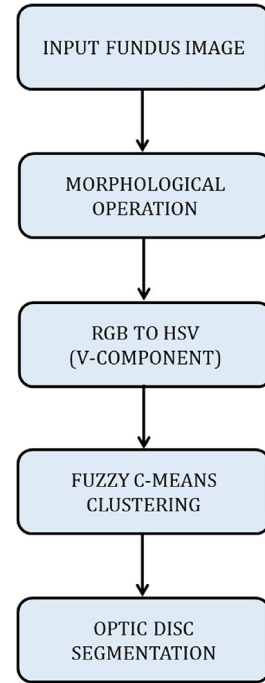 INPUT FUNDUS IMAGE
MORPHOLOGICAL
OPERATION
RGB TO HSV
(V-COMPONENT)
FUZZY C-MEANS
CLUSTERING
OPTIC DISC
SEGMENTATION